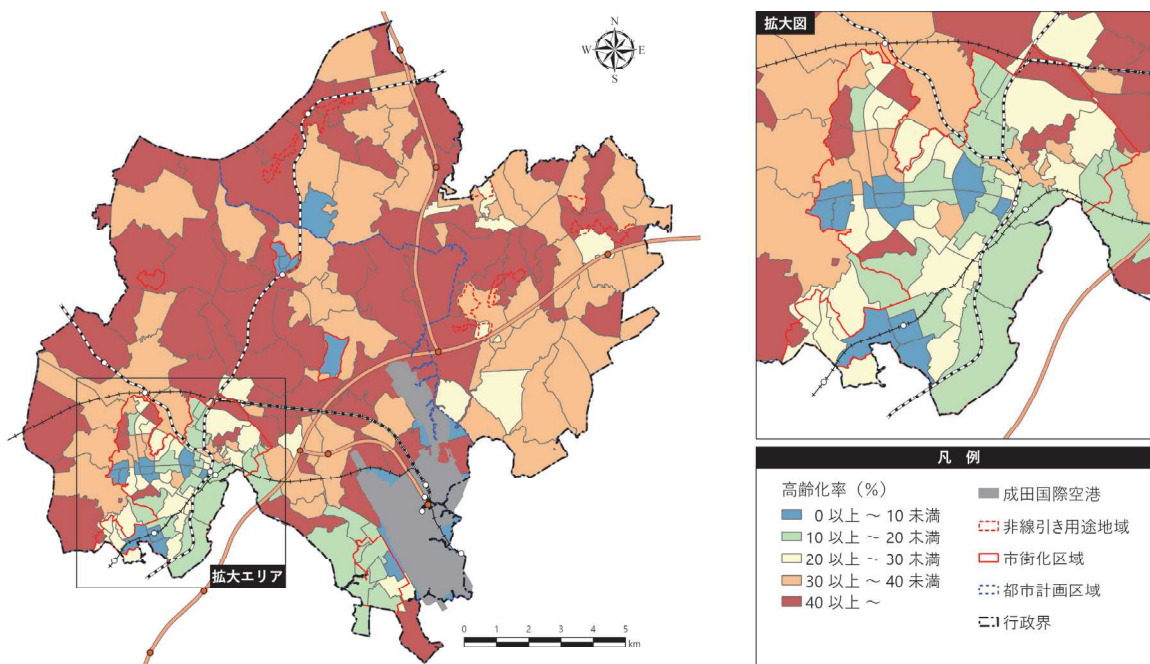 N
W E
S
拡大エリア
0 1 2 3 4 5
km
拡大図
凡 例
高齢化率（%）
0 以上 ～ 10 未満
10 以上 ～ 20 未満
20 以上 ～ 30 未満
30 以上 ～ 40 未満
40 以上 ～
成田国際空港
非線引き用途地域
市街化区域
都市計画区域
行政界